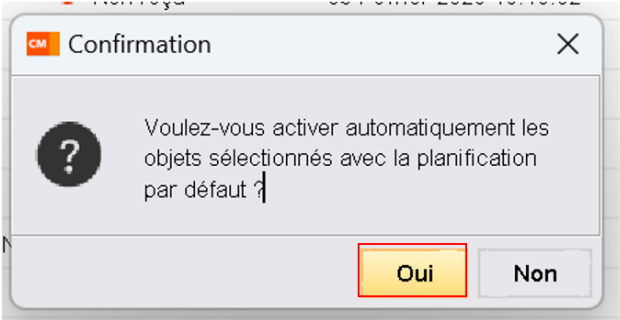 CM Confirmation
Voulez-vous activer automatiquement les
objets sélectionnés avec la planification
par défaut ?
Oui Non